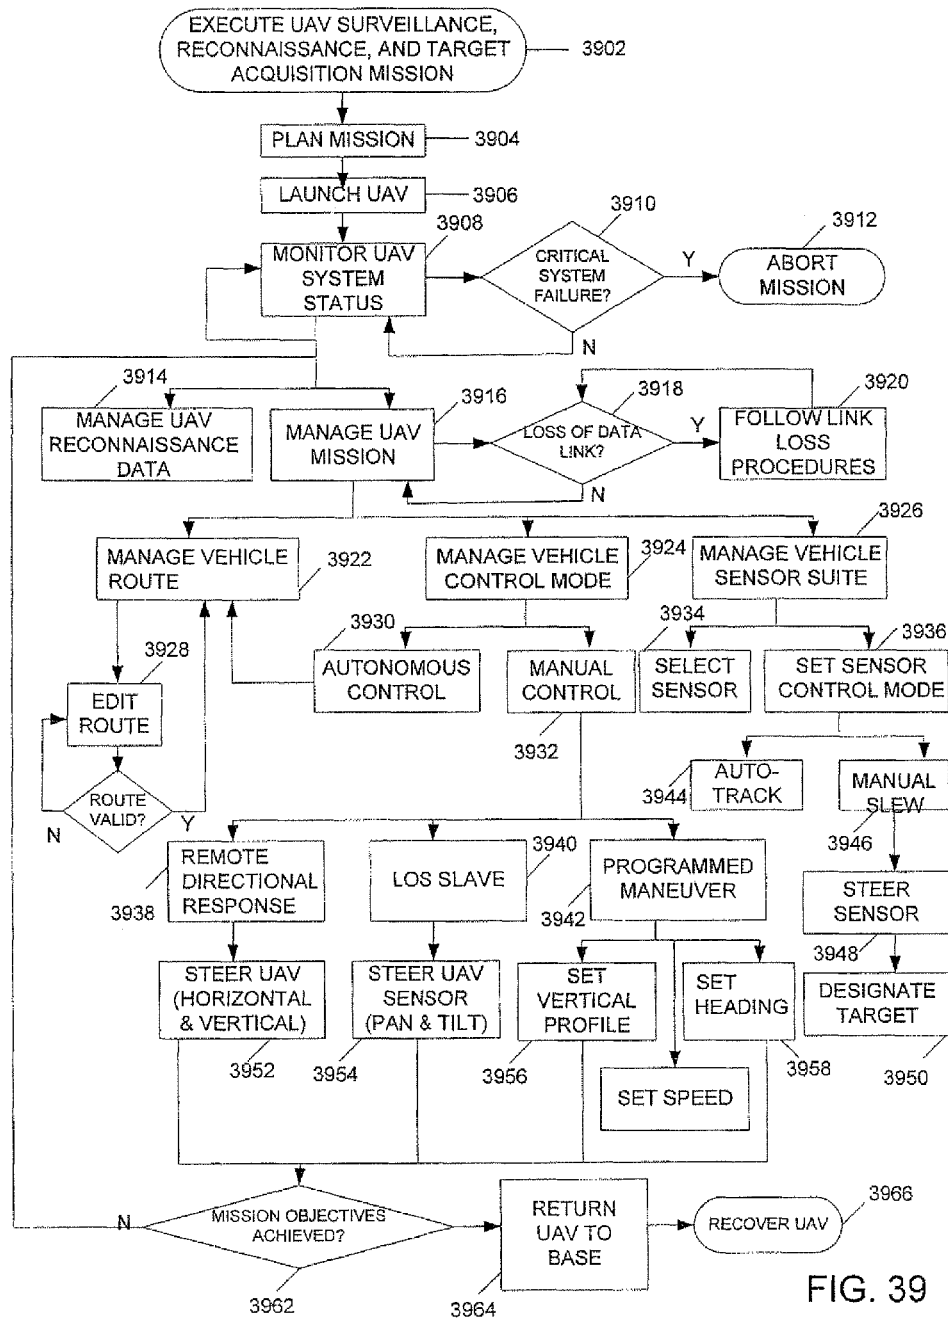 EXECUTE UAV SURVEILLANCE,
RECONNAISSANCE, AND TARGET
ACQUISITION MISSION
3902
PLAN MISSION
3904
LAUNCH UAV
3906
3908
MONITOR UAV
SYSTEM
STATUS
3910
CRITICAL
SYSTEM
FAILURE?
Y
N
3912
ABORT
MISSION
3914
MANAGE UAV
RECONNAISSANCE
DATA
3916
MANAGE UAV
MISSION
3918
LOSS OF DATA
LINK?
Y
N
3920
FOLLOW LINK
LOSS
PROCEDURES
MANAGE VEHICLE
ROUTE
3922
MANAGE VEHICLE
CONTROL MODE
3924
3926
MANAGE VEHICLE
SENSOR SUITE
3928
EDIT
ROUTE
ROUTE
VALID?
N
Y
3930
AUTONOMOUS
CONTROL
MANUAL
CONTROL
3932
3934
SELECT
SENSOR
3936
SET SENSOR
CONTROL MODE
AUTO-
TRACK
3944
MANUAL
SLEW
3946
REMOTE
DIRECTIONAL
RESPONSE
3938
3940
LOS SLAVE
PROGRAMMED
MANEUVER
3942
STEER
SENSOR
3948
STEER UAV
(HORIZONTAL
& VERTICAL)
3952
STEER UAV
SENSOR
(PAN & TILT)
3954
SET
VERTICAL
PROFILE
3956
SET
HEADING
3958
DESIGNATE
TARGET
3950
SET SPEED
MISSION OBJECTIVES
ACHIEVED?
N
3962
RETURN
UAV TO
BASE
3964
RECOVER UAV
3966
FIG. 39